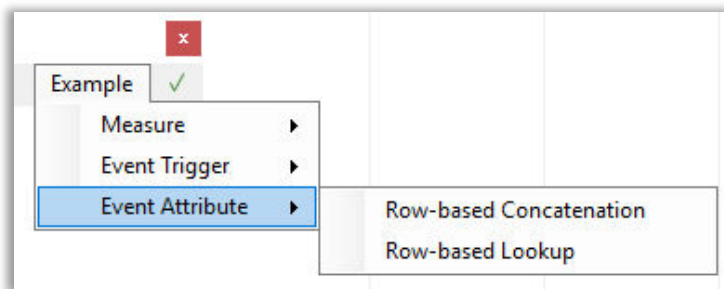 x
Example ✓
Measure
Event Trigger
Event Attribute
Row-based Concatenation
Row-based Lookup